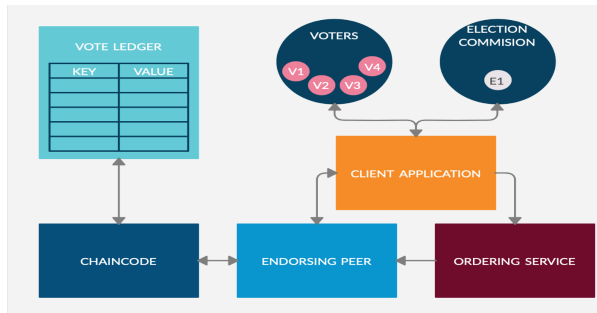 VOTE LEDGER
KEY VALUE
VOTERS
V1
V2
V3
V4
ELECTION
COMMISION
E1
CLIENT APPLICATION
CHAINCODE
ENDORSING PEER
ORDERING SERVICE